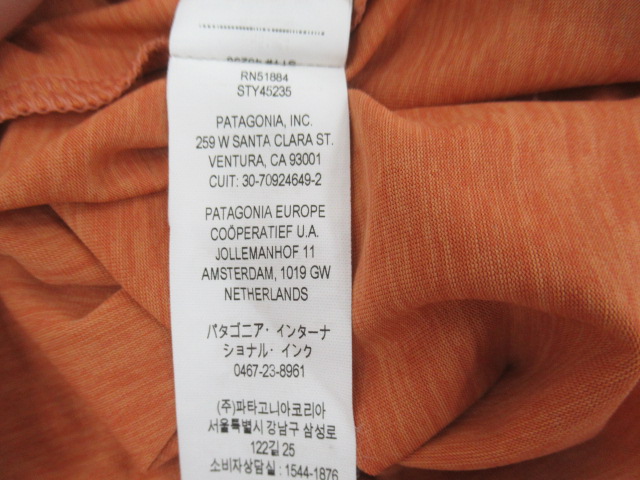 RN51884
STY45235
PATAGONIA, INC.
259 W SANTA CLARA ST.
VENTURA, CA 93001
CUIT: 30-70924649-2
PATAGONIA EUROPE
COÖPERATIEF U.A.
JOLLEMANHOF 11
AMSTERDAM, 1019 GW
NETHERLANDS
パタゴニア・インターナ
ショナル・インク
0467-23-8961
(주)파타고니아코리아
서울특별시 강남구 삼성로
122길 25
소비자상담실 : 1544-1876